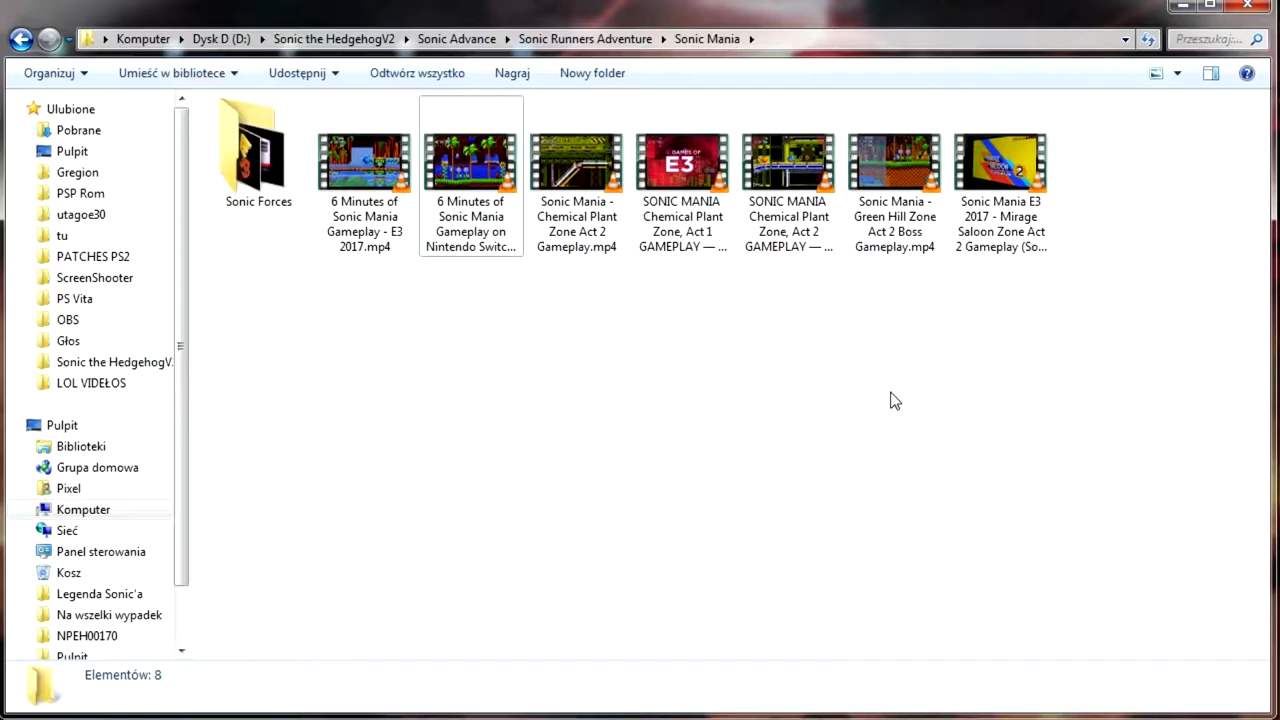 Komputer Dysk D (D:) Sonic the HedgehogV2 Sonic Advance Sonic Runners Adventure Sonic Mania
Przeszukaj:...
Organizuj Umieść w bibliotece Udostępnij Odtwórz wszystko Nagraj Nowy folder
Ulubione
Pobrane
Pulpit
Gregion
PSP Rom
utagoe30
tu
PATCHES PS2
ScreenShooter
PS Vita
OBS
Głos
Sonic the HedgehogV
LOL VIDEŁOS
Pulpit
Biblioteki
Grupa domowa
Pixel
Komputer
Sieć
Panel sterowania
Kosz
Legenda Sonic'a
Na wszelki wypadek
NPEH00170
Pulpit
Sonic Forces
6 Minutes of
Sonic Mania
Gameplay - E3
2017.mp4
6 Minutes of
Sonic Mania
Gameplay on
Nintendo Switc...
Sonic Mania -
Chemical Plant
Zone Act 2
Gameplay.mp4
GAMES OF
E3
SONIC MANIA
Chemical Plant
Zone, Act 1
GAMEPLAY — ...
SONIC MANIA
Chemical Plant
Zone, Act 2
GAMEPLAY — ...
Sonic Mania -
Green Hill Zone
Act 2 Boss
Gameplay.mp4
Sonic Mania E3
2017 - Mirage
Saloon Zone Act
2 Gameplay (So...
Elementów: 8